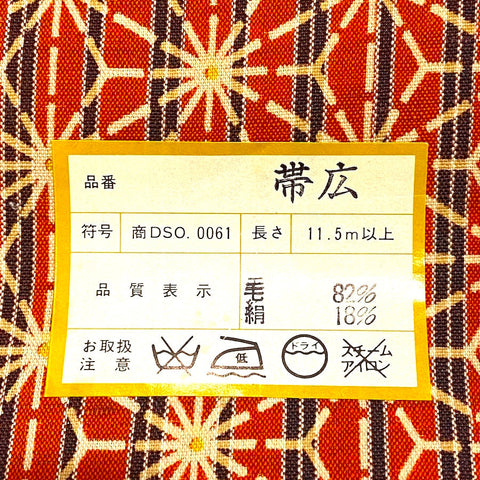 品番 帯広
符号 商DSO.0061 長さ 11.5m以上
品質表示 毛 82%
絹 18%
お取扱 低 ドライ スチーム
注意 アイロン